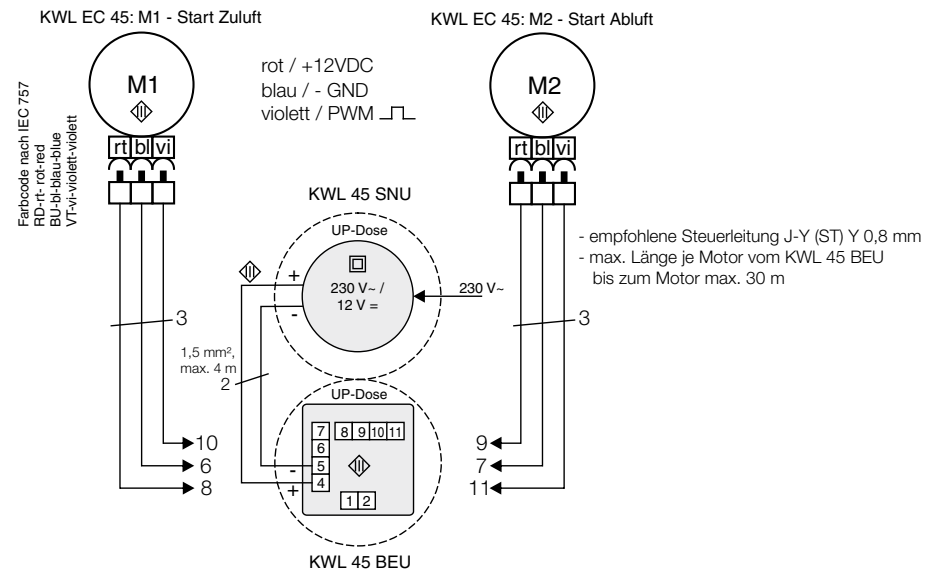 KWL EC 45: M1 - Start Zuluft
KWL EC 45: M2 - Start Abluft
M1
rt bl vi
Farbcode nach IEC 757
RD-rt- rot-red
BU-bl-blau-blue
VT-vi-violett-violett
rot / +12VDC
blau / - GND
violett / PWM
M2
rt bl vi
KWL 45 SNU
UP-Dose
230 V~ /
12 V =
+
-
230 V~
- empfohlene Steuerleitung J-Y (ST) Y 0,8 mm
- max. Länge je Motor vom KWL 45 BEU
bis zum Motor max. 30 m
3
3
1,5 mm²,
max. 4 m
2
UP-Dose
7 8 9 10 11
6
5
4
-
+
1 2
10
6
8
9
7
11
KWL 45 BEU